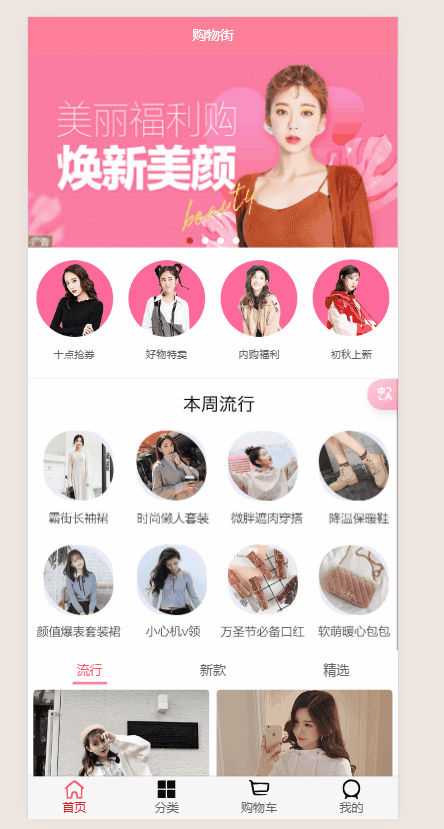 购物街
美丽福利购
焕新美颜
beauty
广告
十点抢券 好物特卖 内购福利 初秋上新
中 A
本周流行
霸街长袖裙 时尚懒人套装 微胖遮肉穿搭 降温保暖鞋
颜值爆表套装裙 小心机v领 万圣节必备口红 软萌暖心包包
流行 新款 精选
首页 分类 购物车 我的